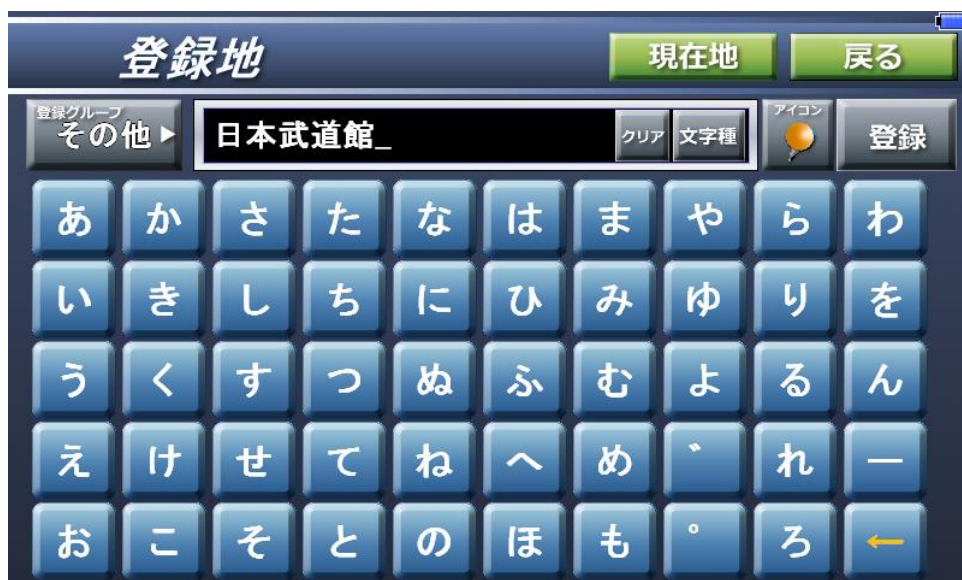 登録地 現在地 戻る
登録グループ アイコン
その他 日本武道館_ クリア 文字種 登録
あ か さ た な は ま や ら わ
い き し ち に ひ み ゆ り を
う く す つ ぬ ふ む よ る ん
え け せ て ね へ め ゛ れ ー
お こ そ と の ほ も ゜ ろ ←